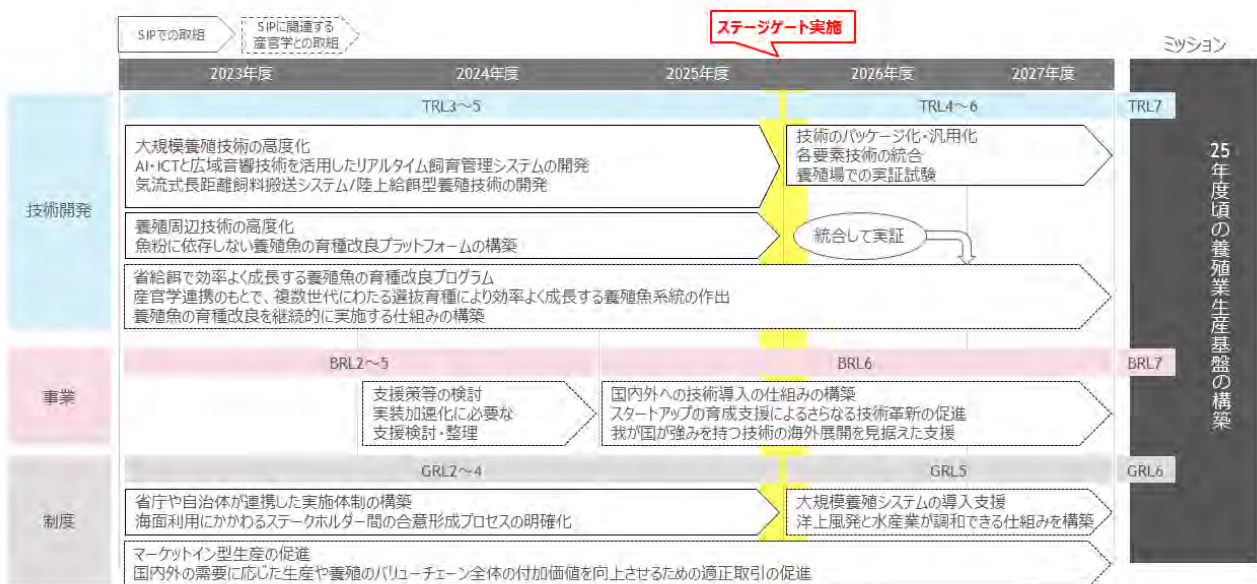 SIPでの取組
SIPに関連する
産官学との取組
ステージゲート実施
ミッション
2023年度
2024年度
2025年度
2026年度
2027年度
技術開発
TRL3～5
TRL4～6
TRL7
大規模養殖技術の高度化
AI・ICTと広域音響技術を活用したリアルタイム飼育管理システムの開発
気流式長距離飼料搬送システム/陸上給餌型養殖技術の開発
技術のパッケージ化・汎用化
各要素技術の統合
養殖場での実証試験
養殖周辺技術の高度化
魚粉に依存しない養殖魚の育種改良プラットフォームの構築
統合して実証
省給餌で効率よく成長する養殖魚の育種改良プログラム
産官学連携のもとで、複数世代にわたる選抜育種により効率よく成長する養殖魚系統の作出
養殖魚の育種改良を継続的に実施する仕組みの構築
事業
BRL2～5
BRL6
BRL7
支援策等の検討
実装加速化に必要な
支援検討・整理
国内外への技術導入の仕組みの構築
スタートアップの育成支援によるさらなる技術革新の促進
我が国が強みを持つ技術の海外展開を見据えた支援
制度
GRL2～4
GRL5
GRL6
省庁や自治体が連携した実施体制の構築
海面利用にかかわるステークホルダー間の合意形成プロセスの明確化
大規模養殖システムの導入支援
洋上風発と水産業が調和できる仕組みを構築
マーケットイン型生産の促進
国内外の需要に応じた生産や養殖のバリューチェーン全体の付加価値を向上させるための適正取引の促進
25年度頃の養殖業生産基盤の構築